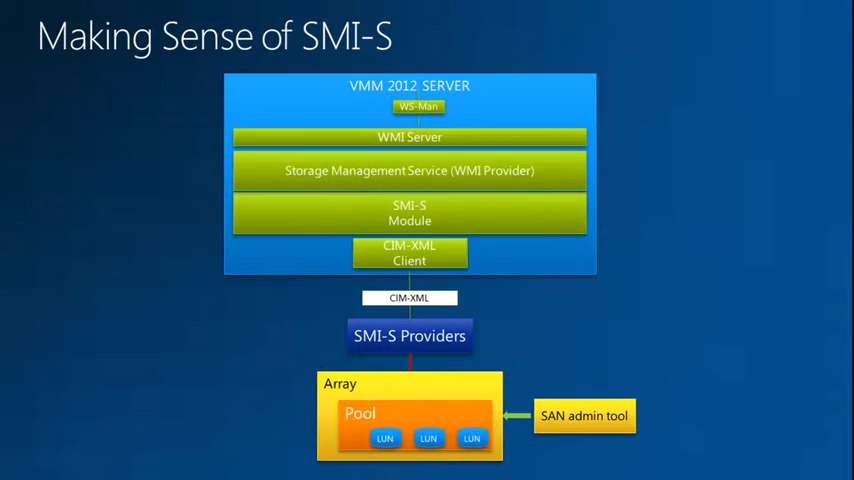 Making Sense of SMI-S
VMM 2012 SERVER
WS-Man
WMI Server
Storage Management Service (WMI Provider)
SMI-S
Module
CIM-XML
Client
CIM-XML
SMI-S Providers
Array
Pool
LUN
LUN
LUN
SAN admin tool